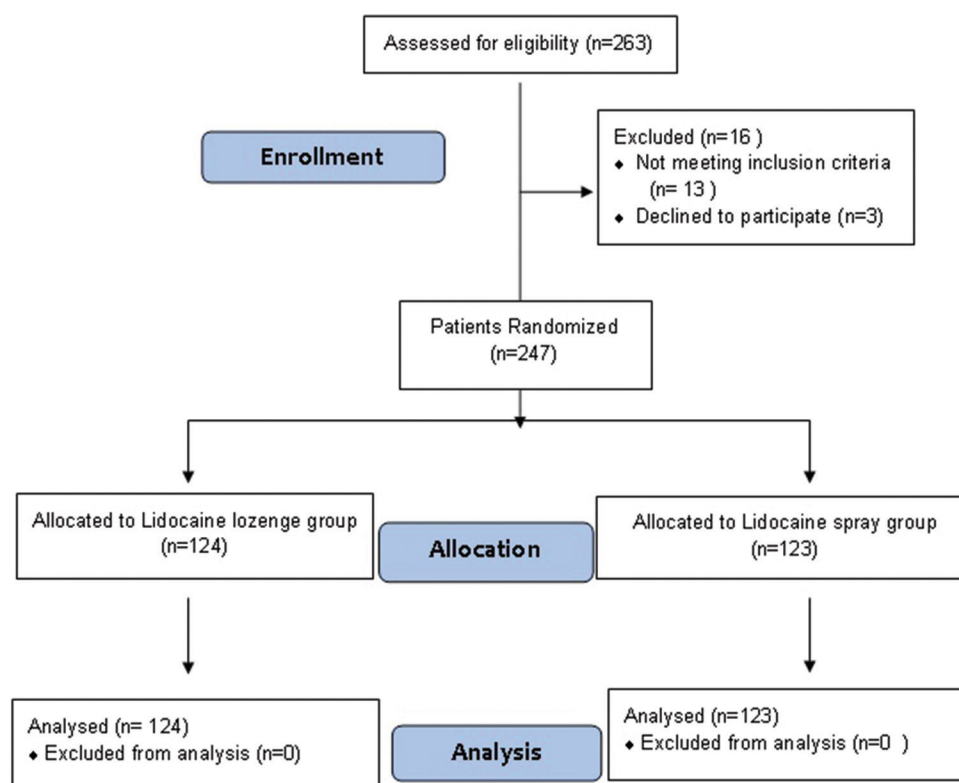 Assessed for eligibility (n=263)
Enrollment
Excluded (n=16 )
♦ Not meeting inclusion criteria
(n= 13 )
♦ Declined to participate (n=3)
Patients Randomized
(n=247)
Allocated to Lidocaine lozenge group
(n=124)
Allocation
Allocated to Lidocaine spray group
(n=123)
Analysed (n= 124)
♦ Excluded from analysis (n=0)
Analysis
Analysed (n=123)
♦ Excluded from analysis (n=0 )